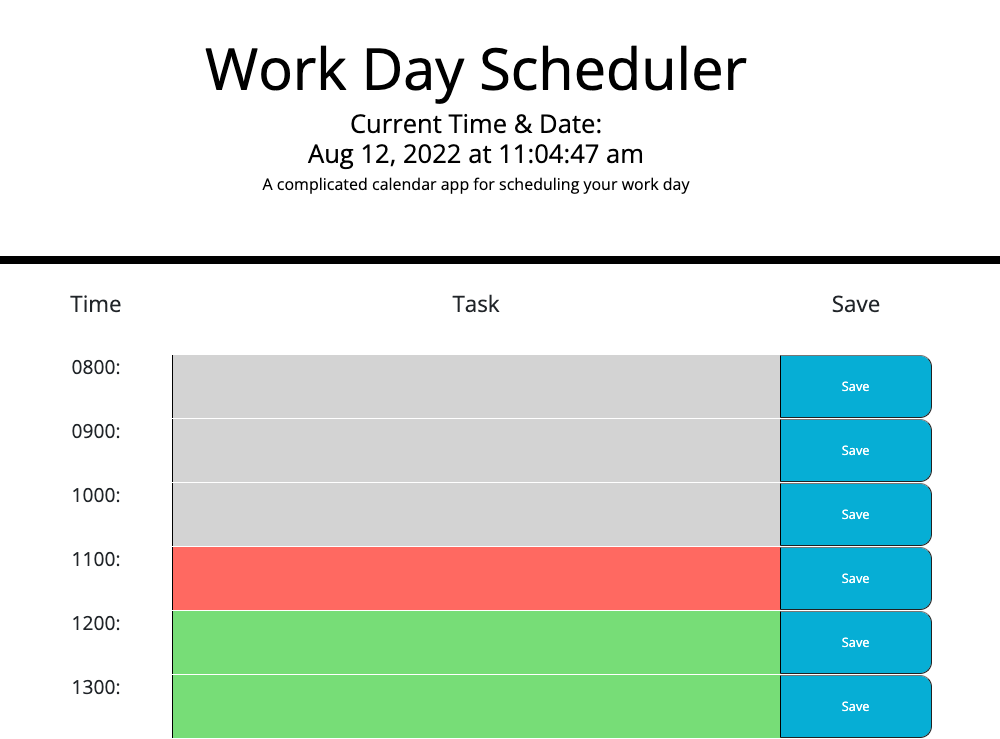 Work Day Scheduler
Current Time & Date:
Aug 12, 2022 at 11:04:47 am
A complicated calendar app for scheduling your work day
Time Task Save
0800: Save
0900: Save
1000: Save
1100: Save
1200: Save
1300: Save